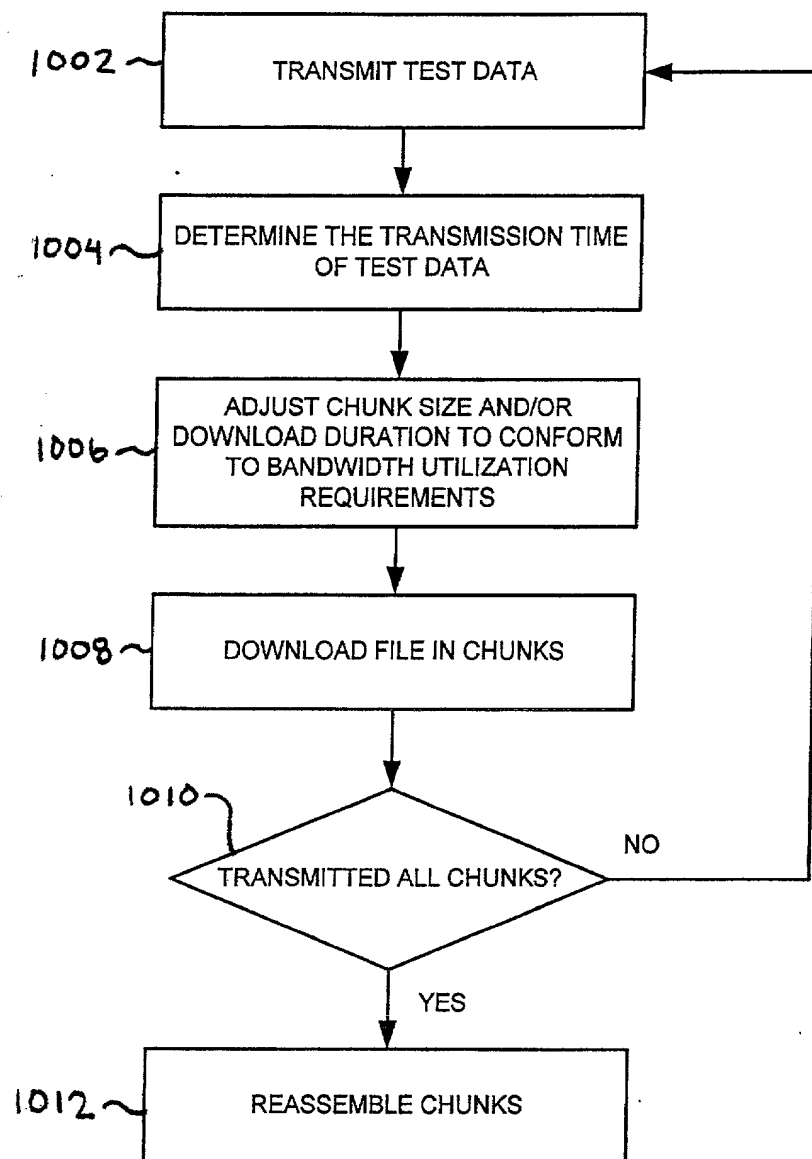 1002
TRANSMIT TEST DATA
1004
DETERMINE THE TRANSMISSION TIME
OF TEST DATA
1006
ADJUST CHUNK SIZE AND/OR
DOWNLOAD DURATION TO CONFORM
TO BANDWIDTH UTILIZATION
REQUIREMENTS
1008
DOWNLOAD FILE IN CHUNKS
1010
TRANSMITTED ALL CHUNKS?
NO
YES
1012
REASSEMBLE CHUNKS